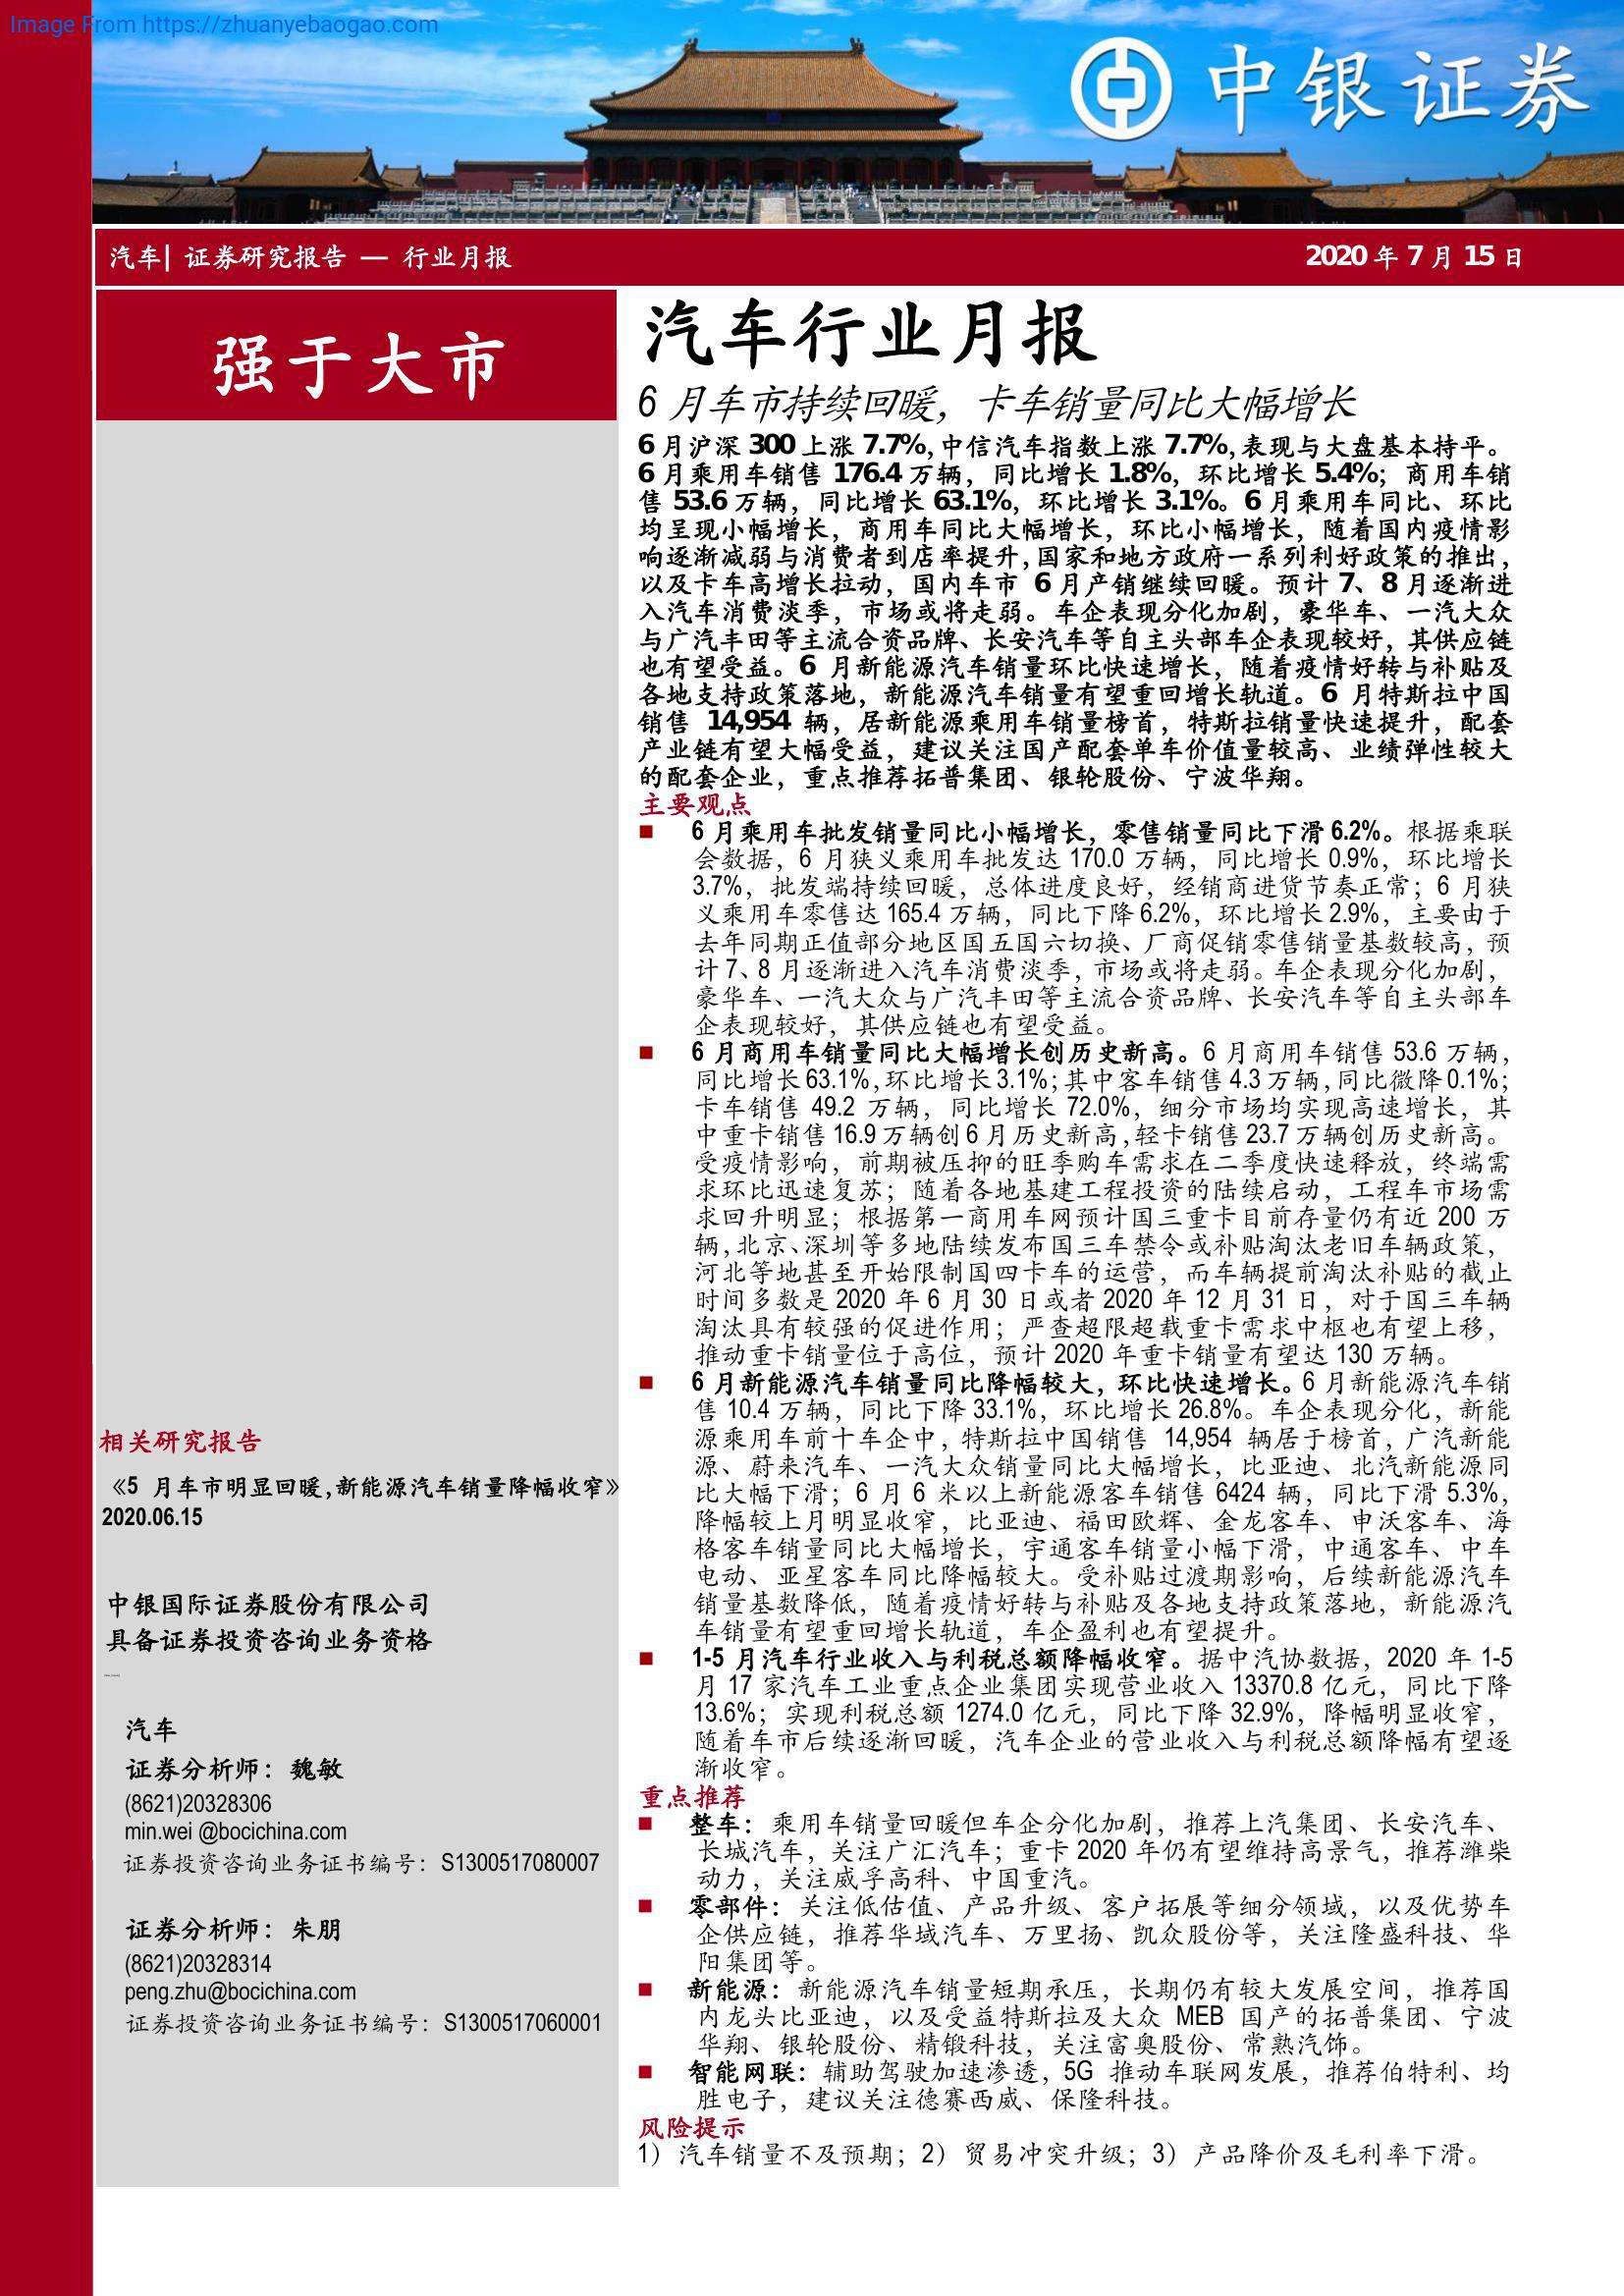 Image From https://zhuanyebaogao.com
中银证券
汽车| 证券研究报告 — 行业月报
2020 年 7 月 15 日
强于大市
汽车行业月报
6 月车市持续回暖，卡车销量同比大幅增长
6 月沪深 300 上涨 7.7%,中信汽车指数上涨 7.7%,表现与大盘基本持平。
6 月乘用车销售 176.4 万辆，同比增长 1.8%，环比增长 5.4%；商用车销
售 53.6 万辆，同比增长 63.1%，环比增长 3.1%。6 月乘用车同比、环比
均呈现小幅增长，商用车同比大幅增长，环比小幅增长，随着国内疫情影
响逐渐减弱与消费者到店率提升,国家和地方政府一系列利好政策的推出，
以及卡车高增长拉动，国内车市 6 月产销继续回暖。预计 7、8 月逐渐进
入汽车消费淡季，市场或将走弱。车企表现分化加剧，豪华车、一汽大众
与广汽丰田等主流合资品牌、长安汽车等自主头部车企表现较好，其供应链
也有望受益。6 月新能源汽车销量环比快速增长，随着疫情好转与补贴及
各地支持政策落地，新能源汽车销量有望重回增长轨道。6 月特斯拉中国
销售 14,954 辆，居新能源乘用车销量榜首，特斯拉销量快速提升，配套
产业链有望大幅受益，建议关注国产配套单车价值量较高、业绩弹性较大
的配套企业，重点推荐拓普集团、银轮股份、宁波华翔。
主要观点
■ 6 月乘用车批发销量同比小幅增长，零售销量同比下滑 6.2%。根据乘联
会数据，6 月狭义乘用车批发达 170.0 万辆，同比增长 0.9%，环比增长
3.7%，批发端持续回暖，总体进度良好，经销商进货节奏正常；6 月狭
义乘用车零售达 165.4 万辆，同比下降 6.2%，环比增长 2.9%，主要由于
去年同期正值部分地区国五国六切换、厂商促销零售销量基数较高，预
计 7、8 月逐渐进入汽车消费淡季，市场或将走弱。车企表现分化加剧，
豪华车、一汽大众与广汽丰田等主流合资品牌、长安汽车等自主头部车
企表现较好，其供应链也有望受益。
■ 6 月商用车销量同比大幅增长创历史新高。6 月商用车销售 53.6 万辆，
同比增长 63.1%,环比增长 3.1%;其中客车销售 4.3 万辆,同比微降 0.1%;
卡车销售 49.2 万辆，同比增长 72.0%，细分市场均实现高速增长，其
中重卡销售 16.9 万辆创 6 月历史新高,轻卡销售 23.7 万辆创历史新高。
受疫情影响，前期被压抑的旺季购车需求在二季度快速释放，终端需
求环比迅速复苏；随着各地基建工程投资的陆续启动，工程车市场需
求回升明显；根据第一商用车网预计国三重卡目前存量仍有近 200 万
辆,北京、深圳等多地陆续发布国三车禁令或补贴淘汰老旧车辆政策，
河北等地甚至开始限制国四卡车的运营，而车辆提前淘汰补贴的截止
时间多数是 2020 年 6 月 30 日或者 2020 年 12 月 31 日，对于国三车辆
淘汰具有较强的促进作用；严查超限超载重卡需求中枢也有望上移，
推动重卡销量位于高位，预计 2020 年重卡销量有望达 130 万辆。
■ 6 月新能源汽车销量同比降幅较大，环比快速增长。6 月新能源汽车销
售 10.4 万辆，同比下降 33.1%，环比增长 26.8%。车企表现分化，新能
源乘用车前十车企中，特斯拉中国销售 14,954 辆居于榜首，广汽新能
源、蔚来汽车、一汽大众销量同比大幅增长，比亚迪、北汽新能源同
比大幅下滑；6 月 6 米以上新能源客车销售 6424 辆，同比下滑 5.3%，
降幅较上月明显收窄，比亚迪、福田欧辉、金龙客车、申沃客车、海
格客车销量同比大幅增长，宇通客车销量小幅下滑，中通客车、中车
电动、亚星客车同比降幅较大。受补贴过渡期影响，后续新能源汽车
销量基数降低，随着疫情好转与补贴及各地支持政策落地，新能源汽
车销量有望重回增长轨道，车企盈利也有望提升。
■ 1-5 月汽车行业收入与利税总额降幅收窄。据中汽协数据，2020 年 1-5
月 17 家汽车工业重点企业集团实现营业收入 13370.8 亿元，同比下降
13.6%；实现利税总额 1274.0 亿元，同比下降 32.9%，降幅明显收窄，
随着车市后续逐渐回暖，汽车企业的营业收入与利税总额降幅有望逐
渐收窄。
重点推荐
■ 整车：乘用车销量回暖但车企分化加剧，推荐上汽集团、长安汽车、
长城汽车，关注广汇汽车；重卡 2020 年仍有望维持高景气，推荐潍柴
动力，关注威孚高科、中国重汽。
■ 零部件：关注低估值、产品升级、客户拓展等细分领域，以及优势车
企供应链，推荐华域汽车、万里扬、凯众股份等，关注隆盛科技、华
阳集团等。
■ 新能源：新能源汽车销量短期承压，长期仍有较大发展空间，推荐国
内龙头比亚迪，以及受益特斯拉及大众 MEB 国产的拓普集团、宁波
华翔、银轮股份、精锻科技，关注富奥股份、常熟汽饰。
■ 智能网联：辅助驾驶加速渗透，5G 推动车联网发展，推荐伯特利、均
胜电子，建议关注德赛西威、保隆科技。
风险提示
1）汽车销量不及预期；2）贸易冲突升级；3）产品降价及毛利率下滑。
相关研究报告
《5 月车市明显回暖,新能源汽车销量降幅收窄》
2020.06.15
中银国际证券股份有限公司
具备证券投资咨询业务资格
汽车
证券分析师：魏敏
(8621)20328306
min.wei @bocichina.com
证券投资咨询业务证书编号：S1300517080007
证券分析师：朱朋
(8621)20328314
peng.zhu@bocichina.com
证券投资咨询业务证书编号：S1300517060001